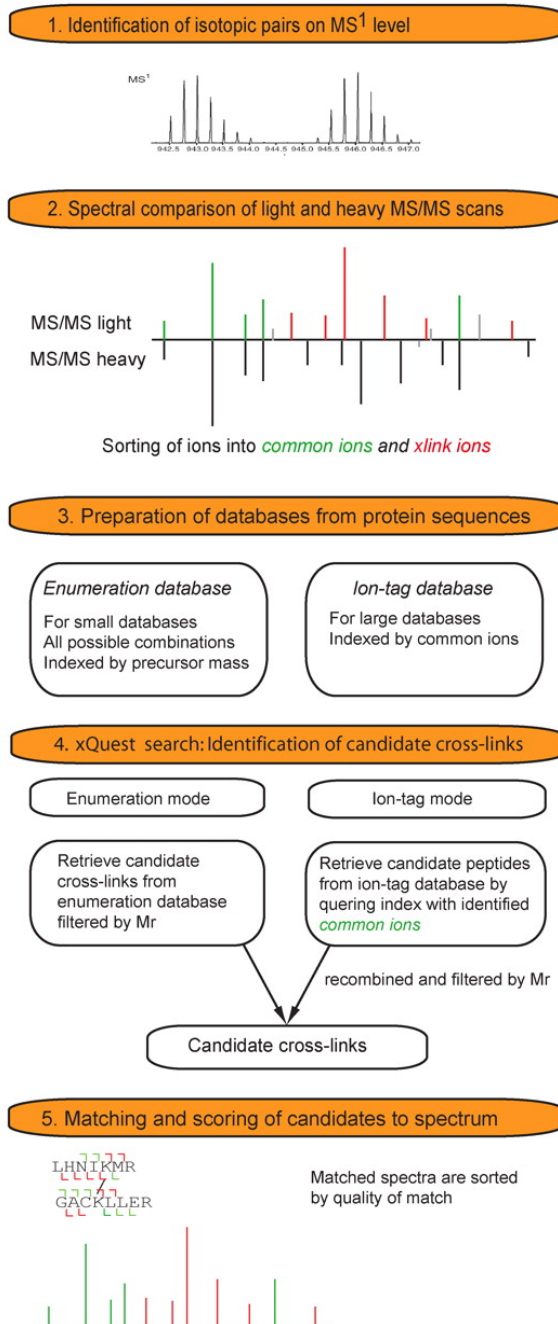 1. Identification of isotopic pairs on MS1 level
MS1
942.5 943.0 943.5 944.0 944.5 945.0 945.5 946.0 946.5 947.0
2. Spectral comparison of light and heavy MS/MS scans
MS/MS light
MS/MS heavy
Sorting of ions into common ions and xlink ions
3. Preparation of databases from protein sequences
Enumeration database
For small databases
All possible combinations
Indexed by precursor mass
Ion-tag database
For large databases
Indexed by common ions
4. xQuest search: Identification of candidate cross-links
Enumeration mode
Ion-tag mode
Retrieve candidate
cross-links from
enumeration database
filtered by Mr
Retrieve candidate peptides
from ion-tag database by
quering index with identified
common ions
recombined and filtered by Mr
Candidate cross-links
5. Matching and scoring of candidates to spectrum
LHNIKMR
GACKLLER
Matched spectra are sorted
by quality of match